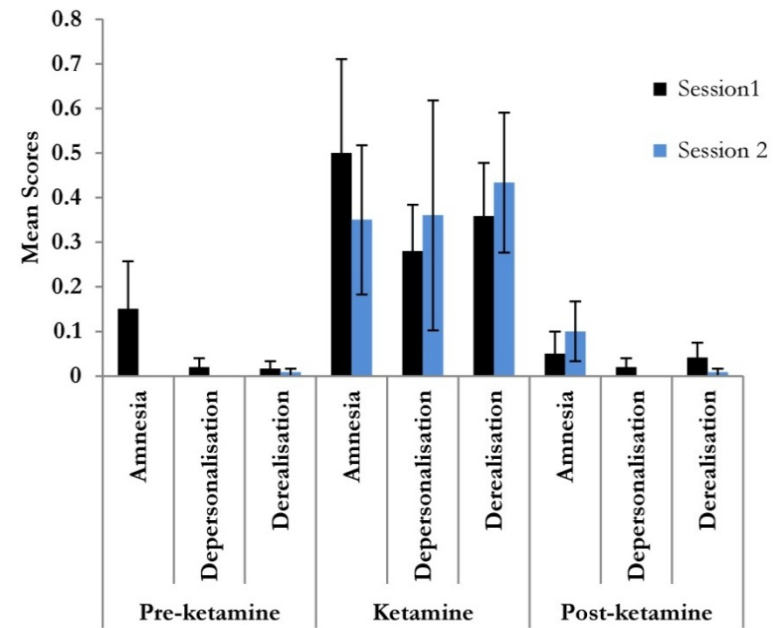 0.8
0.7
0.6
0.5
0.4
0.3
0.2
0.1
0
Mean Scores
Session1
Session 2
Amnesia
Depersonalisation
Derealisation
Amnesia
Depersonalisation
Derealisation
Amnesia
Depersonalisation
Derealisation
Pre-ketamine
Ketamine
Post-ketamine